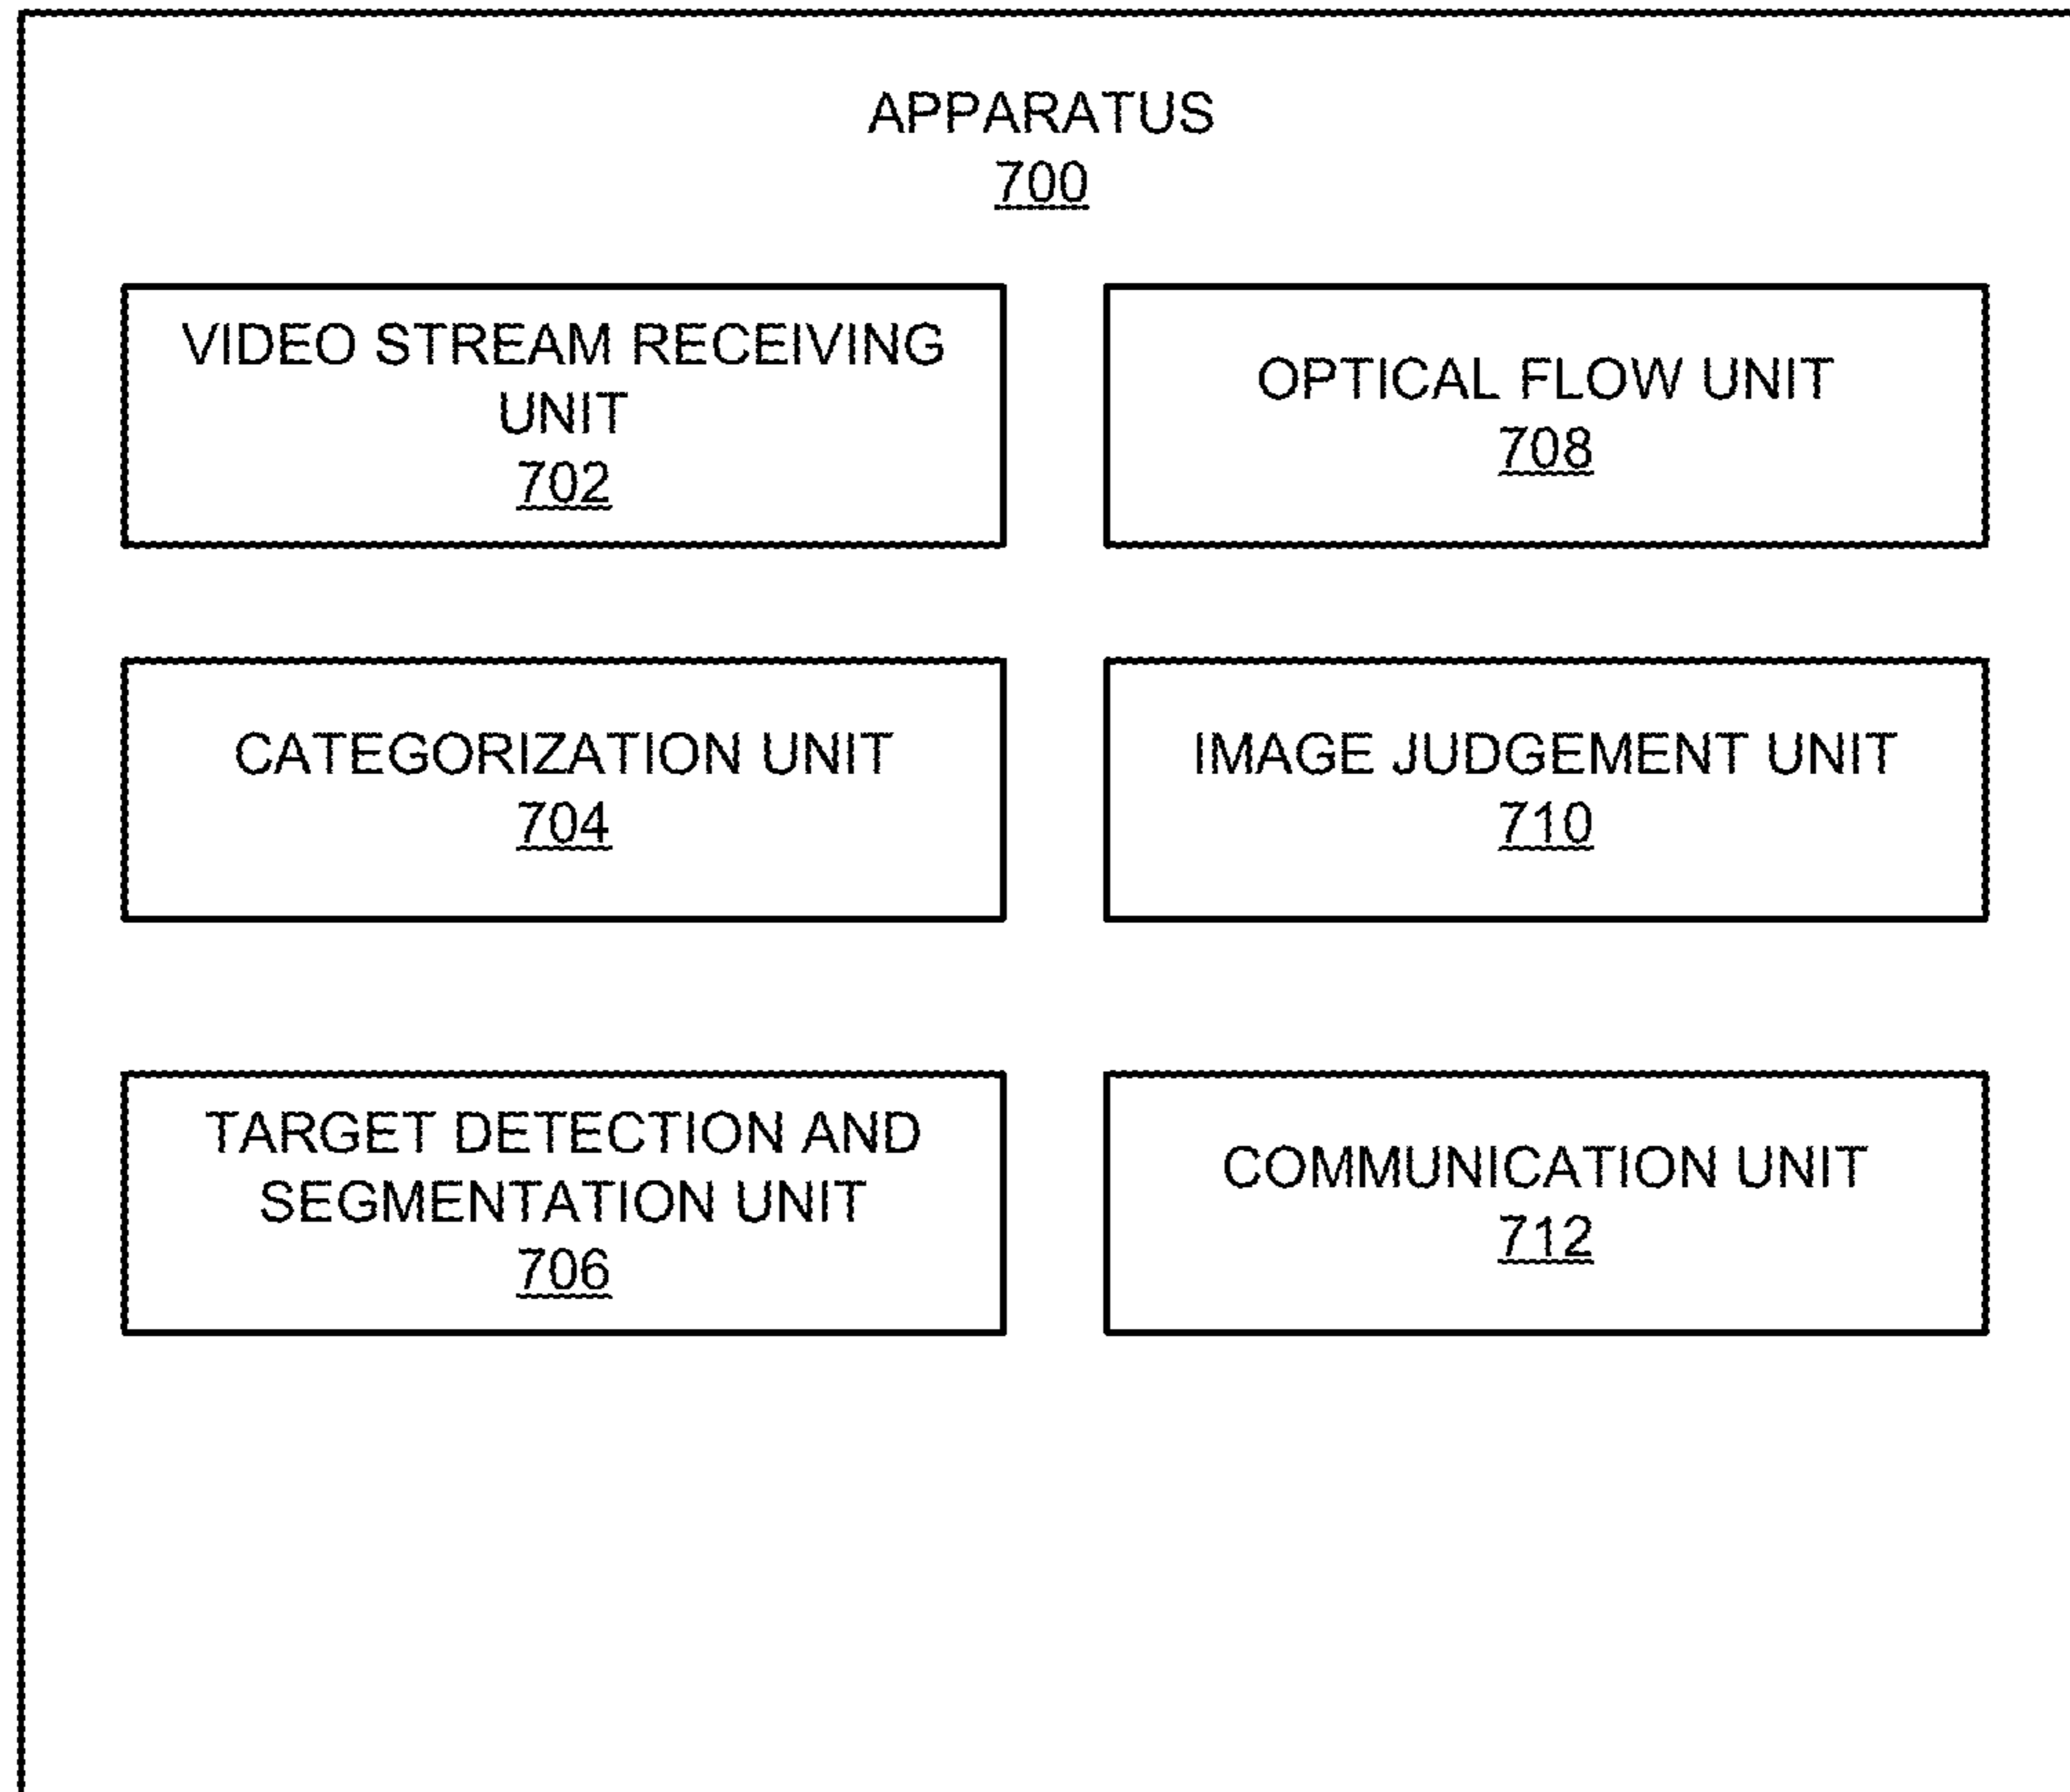 APPARATUS
700
VIDEO STREAM RECEIVING
UNIT
702
OPTICAL FLOW UNIT
708
CATEGORIZATION UNIT
704
IMAGE JUDGEMENT UNIT
710
TARGET DETECTION AND
SEGMENTATION UNIT
706
COMMUNICATION UNIT
712